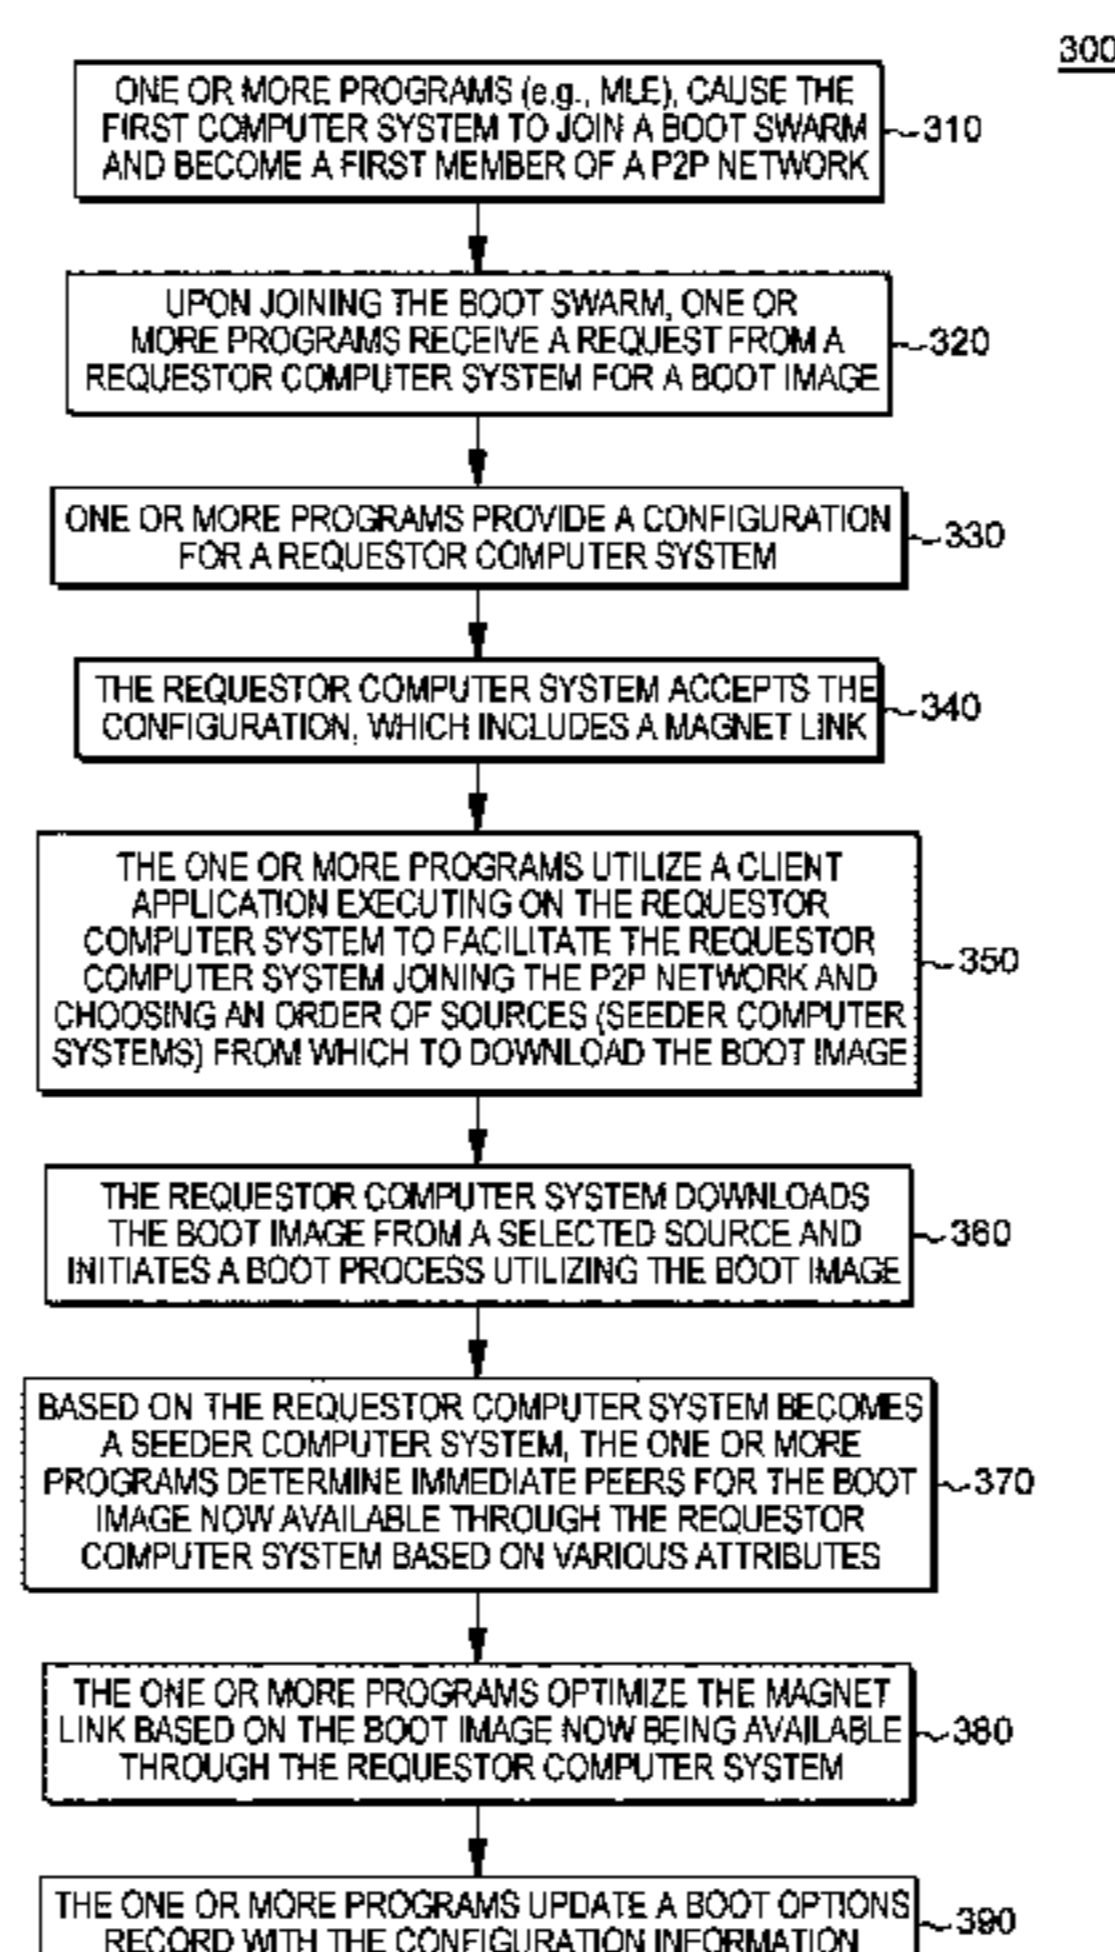 300
ONE OR MORE PROGRAMS (e.g., MLE), CAUSE THE
FIRST COMPUTER SYSTEM TO JOIN A BOOT SWARM
AND BECOME A FIRST MEMBER OF A P2P NETWORK
310
UPON JOINING THE BOOT SWARM, ONE OR
MORE PROGRAMS RECEIVE A REQUEST FROM A
REQUESTOR COMPUTER SYSTEM FOR A BOOT IMAGE
320
ONE OR MORE PROGRAMS PROVIDE A CONFIGURATION
FOR A REQUESTOR COMPUTER SYSTEM
330
THE REQUESTOR COMPUTER SYSTEM ACCEPTS THE
CONFIGURATION, WHICH INCLUDES A MAGNET LINK
340
THE ONE OR MORE PROGRAMS UTILIZE A CLIENT
APPLICATION EXECUTING ON THE REQUESTOR
COMPUTER SYSTEM TO FACILITATE THE REQUESTOR
COMPUTER SYSTEM JOINING THE P2P NETWORK AND
CHOOSING AN ORDER OF SOURCES (SEEDER COMPUTER
SYSTEMS) FROM WHICH TO DOWNLOAD THE BOOT IMAGE
350
THE REQUESTOR COMPUTER SYSTEM DOWNLOADS
THE BOOT IMAGE FROM A SELECTED SOURCE AND
INITIATES A BOOT PROCESS UTILIZING THE BOOT IMAGE
360
BASED ON THE REQUESTOR COMPUTER SYSTEM BECOMES
A SEEDER COMPUTER SYSTEM, THE ONE OR MORE
PROGRAMS DETERMINE IMMEDIATE PEERS FOR THE BOOT
IMAGE NOW AVAILABLE THROUGH THE REQUESTOR
COMPUTER SYSTEM BASED ON VARIOUS ATTRIBUTES
370
THE ONE OR MORE PROGRAMS OPTIMIZE THE MAGNET
LINK BASED ON THE BOOT IMAGE NOW BEING AVAILABLE
THROUGH THE REQUESTOR COMPUTER SYSTEM
380
THE ONE OR MORE PROGRAMS UPDATE A BOOT OPTIONS
RECORD WITH THE CONFIGURATION INFORMATION
390